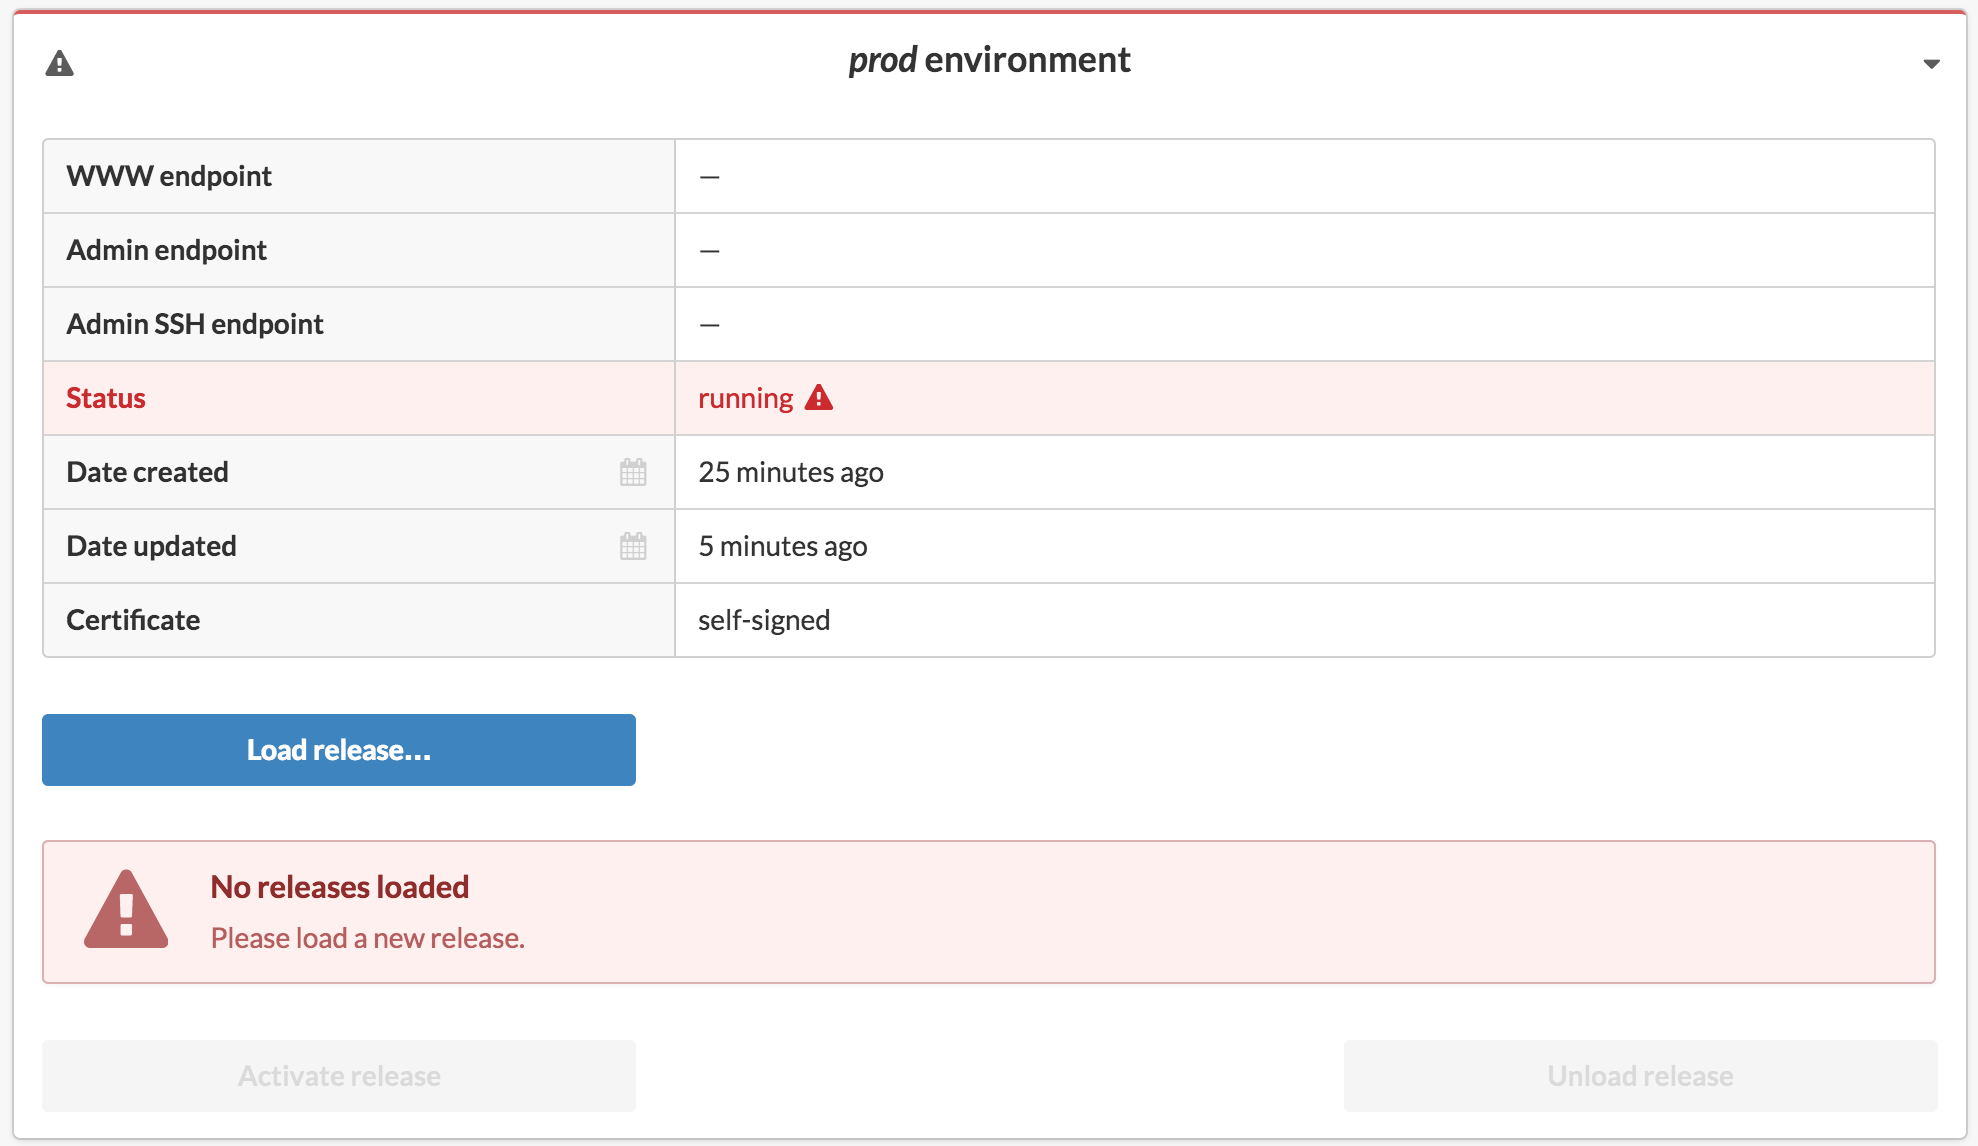 prod environment
WWW endpoint —
Admin endpoint —
Admin SSH endpoint —
Status running
Date created 25 minutes ago
Date updated 5 minutes ago
Certificate self-signed
Load release...
No releases loaded
Please load a new release.
Activate release Unload release